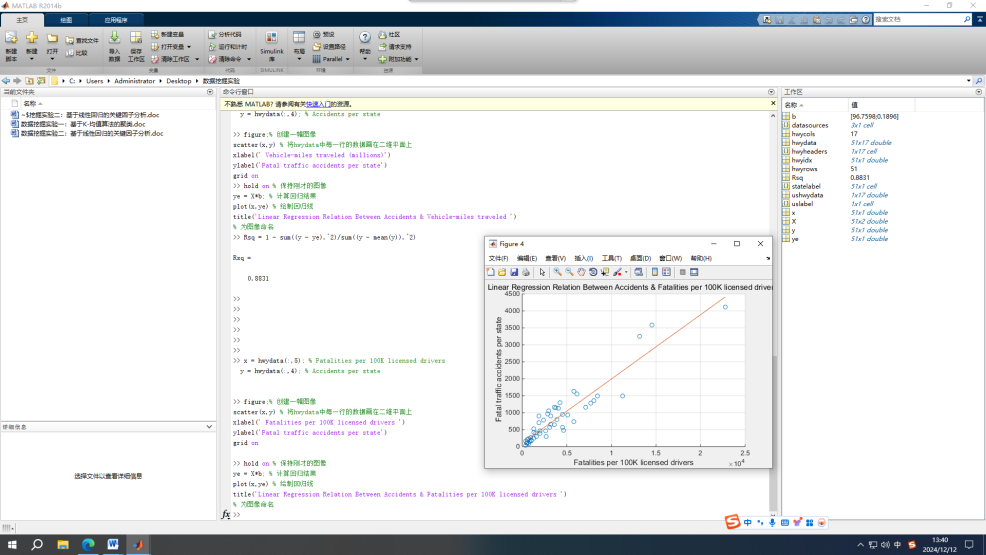 MATLAB R2014b
主页
绘图
应用程序
搜索文档
新建
脚本
新建
打开
查找文件
比较
导入
数据
保存
工作区
新建变量
打开变量
清除工作区
分析代码
运行和计时
清除命令
Simulink
库
布局
预设
设置路径
Parallel
帮助
社区
请求支持
附加功能
文件
变量
代码
SIMULINK
环境
资源
C: ▸ Users ▸ Administrator ▸ Desktop ▸ 数据挖掘实验
当前文件夹
名称
~$挖掘实验二：基于线性回归的关键因子分析.doc
数据挖掘实验一：基于K-均值算法的聚类.doc
数据挖掘实验二：基于线性回归的关键因子分析.doc
详细信息
选择文件以查看详细信息
命令行窗口
不熟悉 MATLAB? 请参阅有关快速入门的资源。
y = hwydata(:,4); % Accidents per state
>> figure;% 创建一幅图像
scatter(x,y) % 将hwydata中每一行的数据画在二维平面上
xlabel(' Vehicle-miles traveled (millions)')
ylabel('Fatal traffic accidents per state')
grid on
>> hold on % 保持刚才的图像
ye = X*b; % 计算回归结果
plot(x,ye) % 绘制回归线
title('Linear Regression Relation Between Accidents & Vehicle-miles traveled ')
% 为图像命名
>> Rsq = 1 - sum((y - ye).^2)/sum((y - mean(y)).^2)
Rsq =
0.8831
>>
>>
>>
>>
>>
>>
>> x = hwydata(:,5); % Fatalities per 100K licensed drivers
y = hwydata(:,4); % Accidents per state
>> figure;% 创建一幅图像
scatter(x,y) % 将hwydata中每一行的数据画在二维平面上
xlabel(' Fatalities per 100K licensed drivers ')
ylabel('Fatal traffic accidents per state')
grid on
>> hold on % 保持刚才的图像
ye = X*b; % 计算回归结果
plot(x,ye) % 绘制回归线
title('Linear Regression Relation Between Accidents & Fatalities per 100K licensed drivers ')
% 为图像命名
fx >>
Figure 4
文件(F) 编辑(E) 查看(V) 插入(I) 工具(T) 桌面(D) 窗口(W) 帮助(H)
Linear Regression Relation Between Accidents & Fatalities per 100K licensed driver
Fatal traffic accidents per state
4500
4000
3500
3000
2500
2000
1500
1000
500
0
0 0.5 1 1.5 2 2.5
× 10⁴
Fatalities per 100K licensed drivers
工作区
名称 值
b [96.7598;0.1896]
datasources 3x1 cell
hwycols 17
hwydata 51x17 double
hwyheaders 1x17 cell
hwyidx 51x1 double
hwyrows 51
Rsq 0.8831
statelabel 51x1 cell
ushwydata 1x17 double
uslabel 1x1 cell
x 51x1 double
X 51x2 double
y 51x1 double
ye 51x1 double
中
中
13:40
2024/12/12